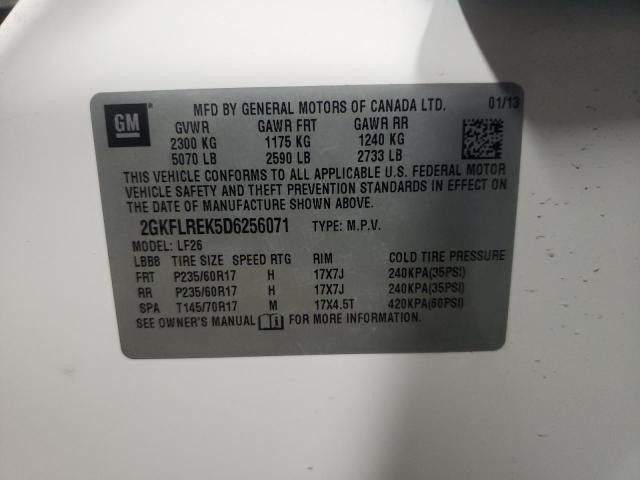 GM ® MFD BY GENERAL MOTORS OF CANADA LTD. 01/13
GVWR GAWR FRT GAWR RR
2300 KG 1175 KG 1240 KG
5070 LB 2590 LB 2733 LB
THIS VEHICLE CONFORMS TO ALL APPLICABLE U.S. FEDERAL MOTOR
VEHICLE SAFETY AND THEFT PREVENTION STANDARDS IN EFFECT ON
THE DATE OF MANUFACTURE SHOWN ABOVE.
2GKFLREK5D6256071 TYPE: M.P.V.
MODEL: LF26
LBB8 TIRE SIZE SPEED RTG RIM COLD TIRE PRESSURE
FRT P235/60R17 H 17X7J 240KPA(35PSI)
RR P235/60R17 H 17X7J 240KPA(35PSI)
SPA T145/70R17 M 17X4.5T 420KPA(60PSI)
SEE OWNER'S MANUAL FOR MORE INFORMATION.